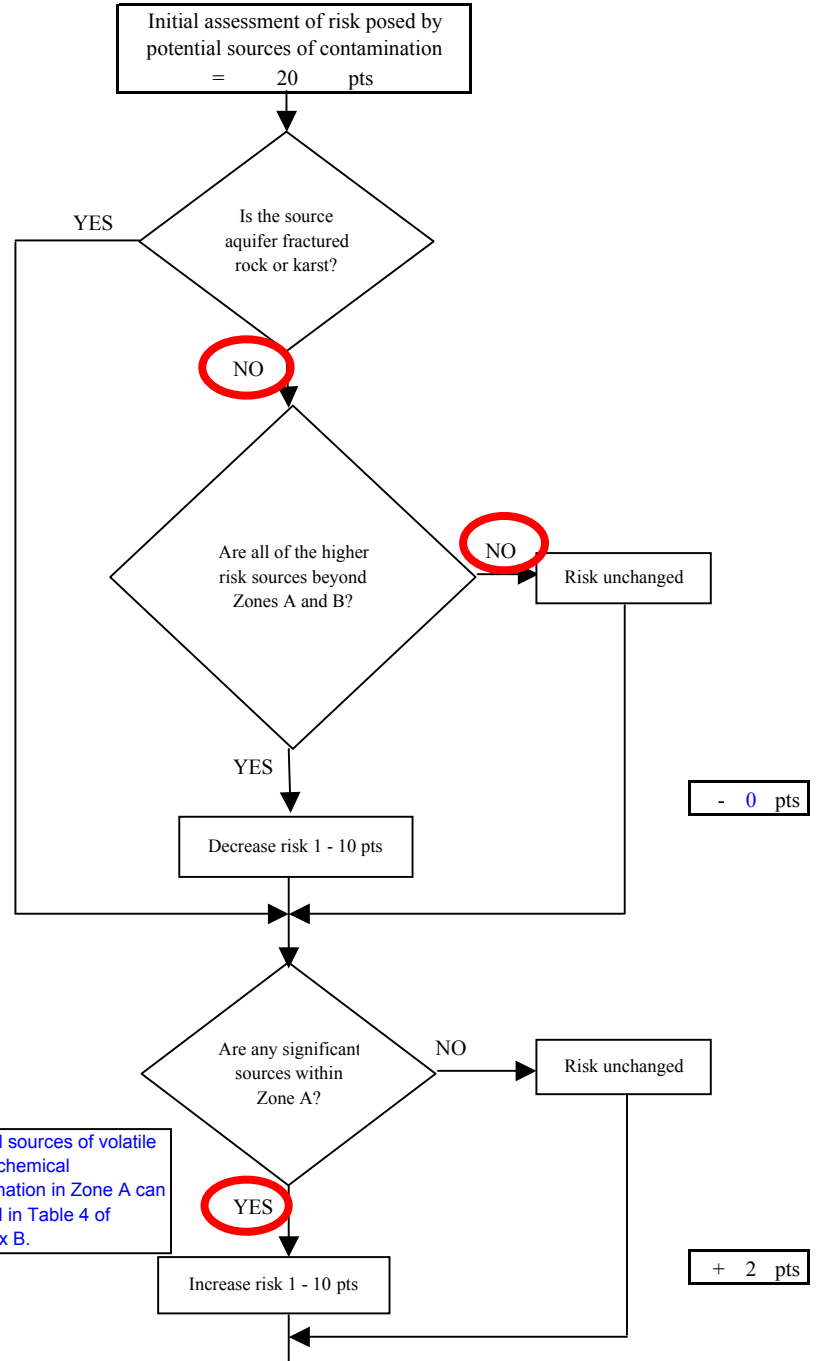 Initial assessment of risk posed by
potential sources of contamination
= 20 pts
Is the source
aquifer fractured
rock or karst?
YES
NO
Are all of the higher
risk sources beyond
Zones A and B?
NO
Risk unchanged
YES
- 0 pts
Decrease risk 1 - 10 pts
Are any significant
sources within
Zone A?
NO
Risk unchanged
sources of volatile
chemical
nation in Zone A can
in Table 4 of
x B.
YES
+ 2 pts
Increase risk 1 - 10 pts